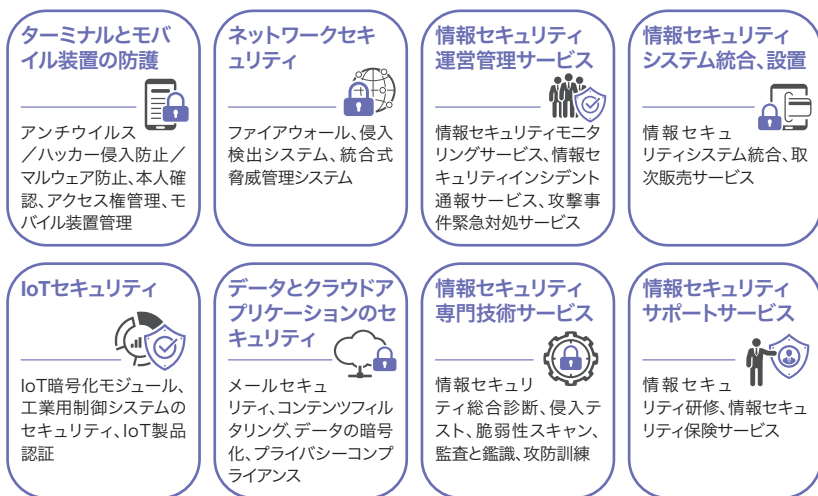 ターミナルとモバ
イル装置の防護
アンチウイルス
／ハッカー侵入防止／
マルウェア防止、本人確
認、アクセス権管理、モ
バイル装置管理
ネットワークセキ
ュリティ
ファイアウォール、侵入
検出システム、統合式
脅威管理システム
情報セキュリティ
運営管理サービス
情報セキュリティモニタ
リングサービス、情報セ
キュリティインシデント
通報サービス、攻撃事
件緊急対処サービス
情報セキュリティ
システム統合、設置
情報セキュ
リティシステム統合、取
次販売サービス
IoTセキュリティ
IoT暗号化モジュール、
工業用制御システムの
セキュリティ、IoT製品
認証
データとクラウドア
プリケーションのセ
キュリティ
メールセキュ
リティ、コンテンツフィル
タリング、データの暗号
化、プライバシーコンプ
ライアンス
情報セキュリティ
専門技術サービス
情報セキュリ
ティ総合診断、侵入テ
スト、脆弱性スキャン、
監査と鑑識、攻防訓練
情報セキュリティ
サポートサービス
情報セキュ
リティ研修、情報セキュ
リティ保険サービス